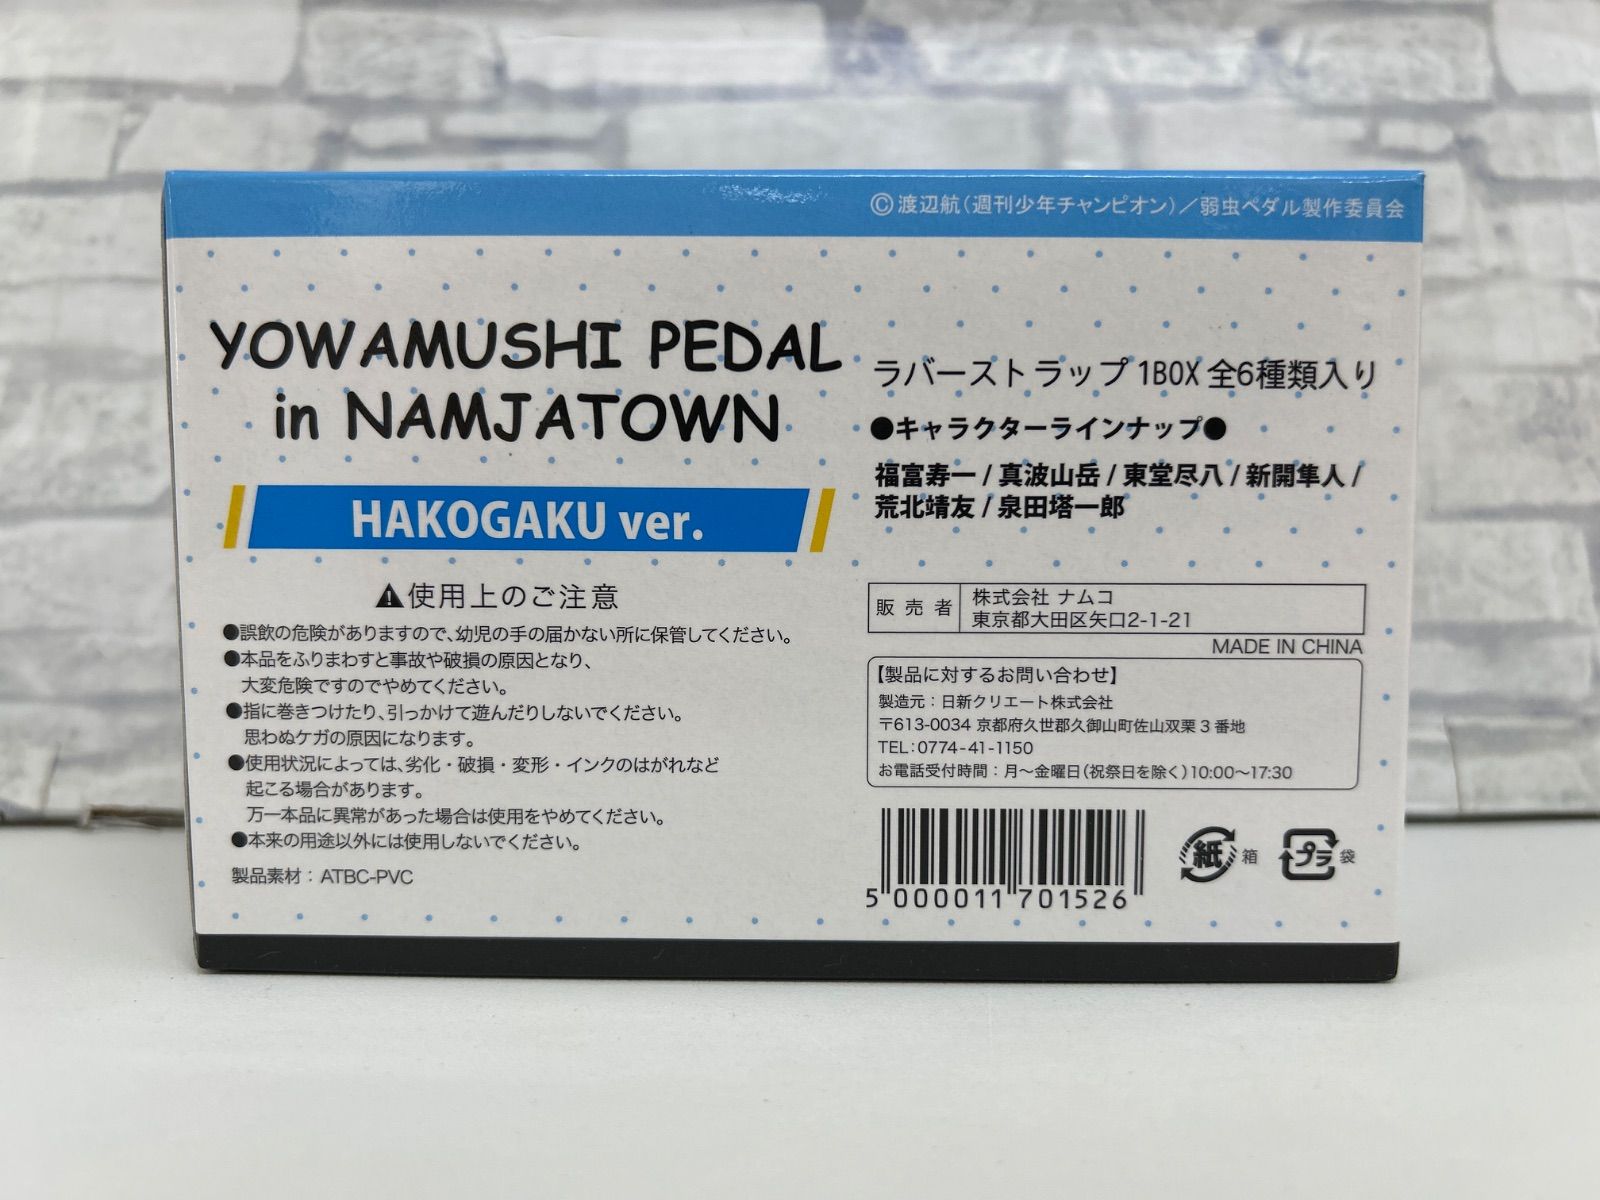 ©渡辺航(週刊少年チャンピオン)／弱虫ペダル製作委員会
YOWAMUSHI PEDAL
in NAMJATOWN
HAKOGAKU ver.
⚠使用上のご注意
●誤飲の危険がありますので、幼児の手の届かない所に保管してください。
●本品をふりまわすと事故や破損の原因となり、
大変危険ですのでやめてください。
●指に巻きつけたり、引っかけて遊んだりしないでください。
思わぬケガの原因になります。
●使用状況によっては、劣化・破損・変形・インクのはがれなど
起こる場合があります。
万一本品に異常があった場合は使用をやめてください。
●本来の用途以外には使用しないでください。
製品素材：ATBC-PVC
ラバーストラップ 1BOX 全6種類入り
●キャラクターラインナップ●
福富寿一 / 真波山岳 / 東堂尽八 / 新開隼人 /
荒北靖友 / 泉田塔一郎
販売者 株式会社 ナムコ
東京都大田区矢口2-1-21
MADE IN CHINA
【製品に対するお問い合わせ】
製造元：日新クリエート株式会社
〒613-0034 京都府久世郡久御山町佐山双栗3番地
TEL:0774-41-1150
お電話受付時間：月～金曜日(祝祭日を除く)10:00～17:30
5 000011 701526
紙 箱 プラ 袋